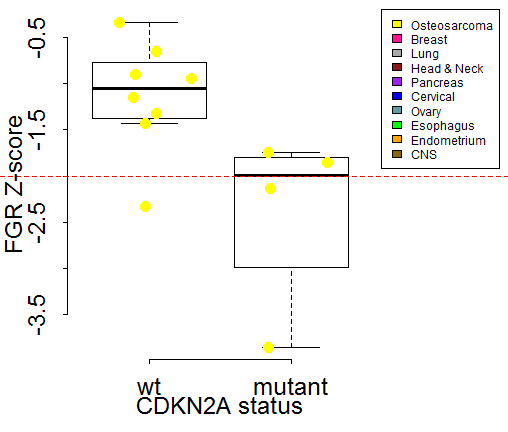 FGR Z-score
-0.5
-1.5
-2.5
-3.5
wt mutant
CDKN2A status
Osteosarcoma
Breast
Lung
Head & Neck
Pancreas
Cervical
Ovary
Esophagus
Endometrium
CNS